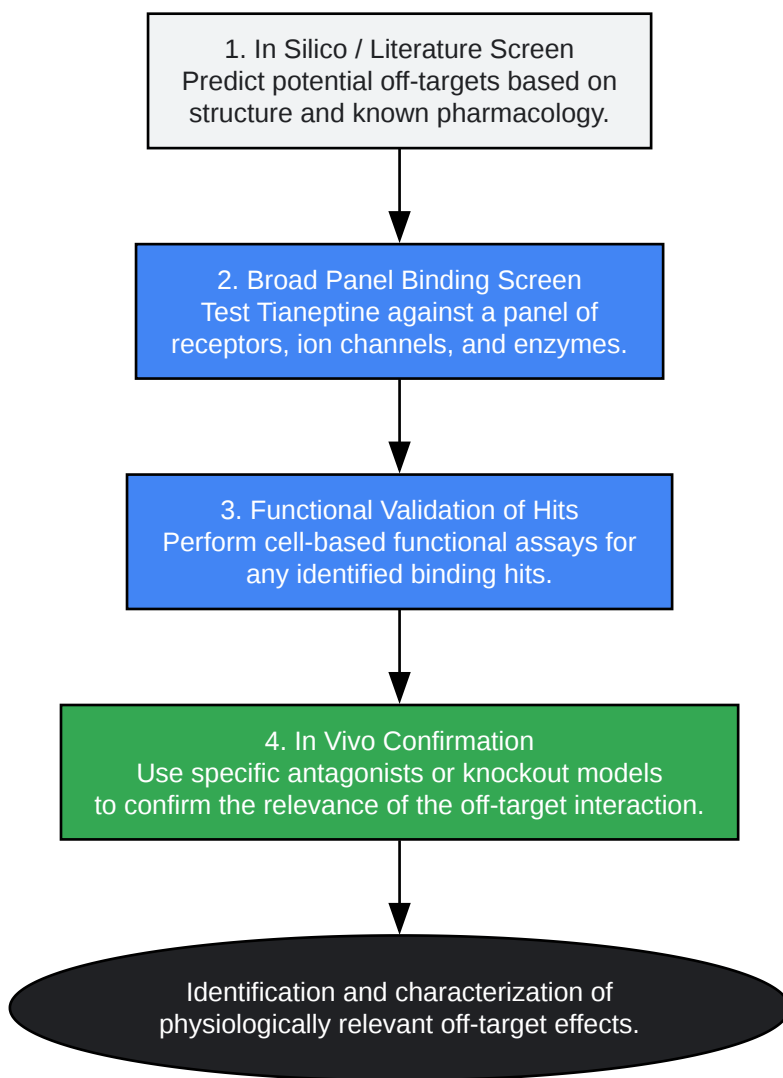 1. In Silico / Literature Screen
Predict potential off-targets based on
structure and known pharmacology.
2. Broad Panel Binding Screen
Test Tianeptine against a panel of
receptors, ion channels, and enzymes.
3. Functional Validation of Hits
Perform cell-based functional assays for
any identified binding hits.
4. In Vivo Confirmation
Use specific antagonists or knockout models
to confirm the relevance of the off-target interaction.
Identification and characterization of
physiologically relevant off-target effects.